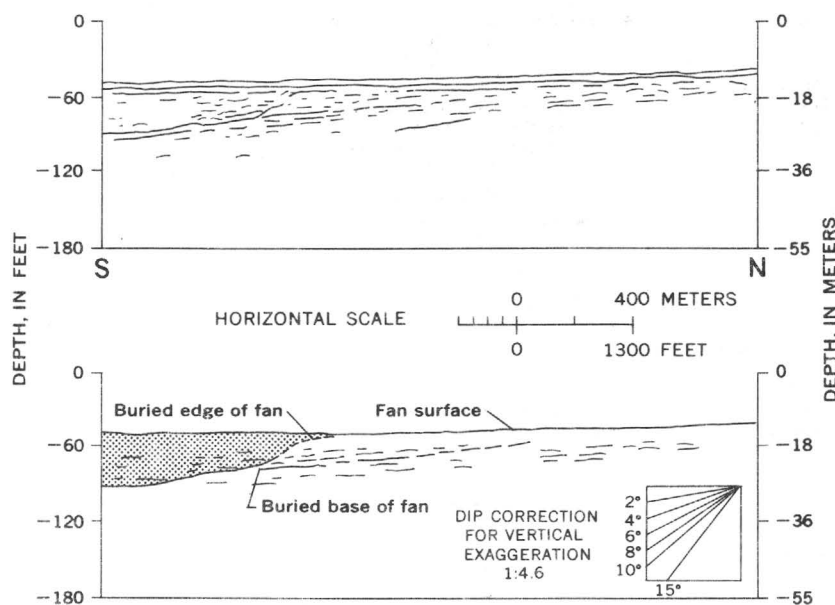 0
−60
−120
−180
DEPTH, IN FEET
0
−18
−36
−55
DEPTH, IN METERS
S
N
HORIZONTAL SCALE
0 400 METERS
0 1300 FEET
0
−60
−120
−180
0
−18
−36
−55
Buried edge of fan
Fan surface
Buried base of fan
DIP CORRECTION
FOR VERTICAL
EXAGGERATION
1:4.6
2°
4°
6°
8°
10°
15°